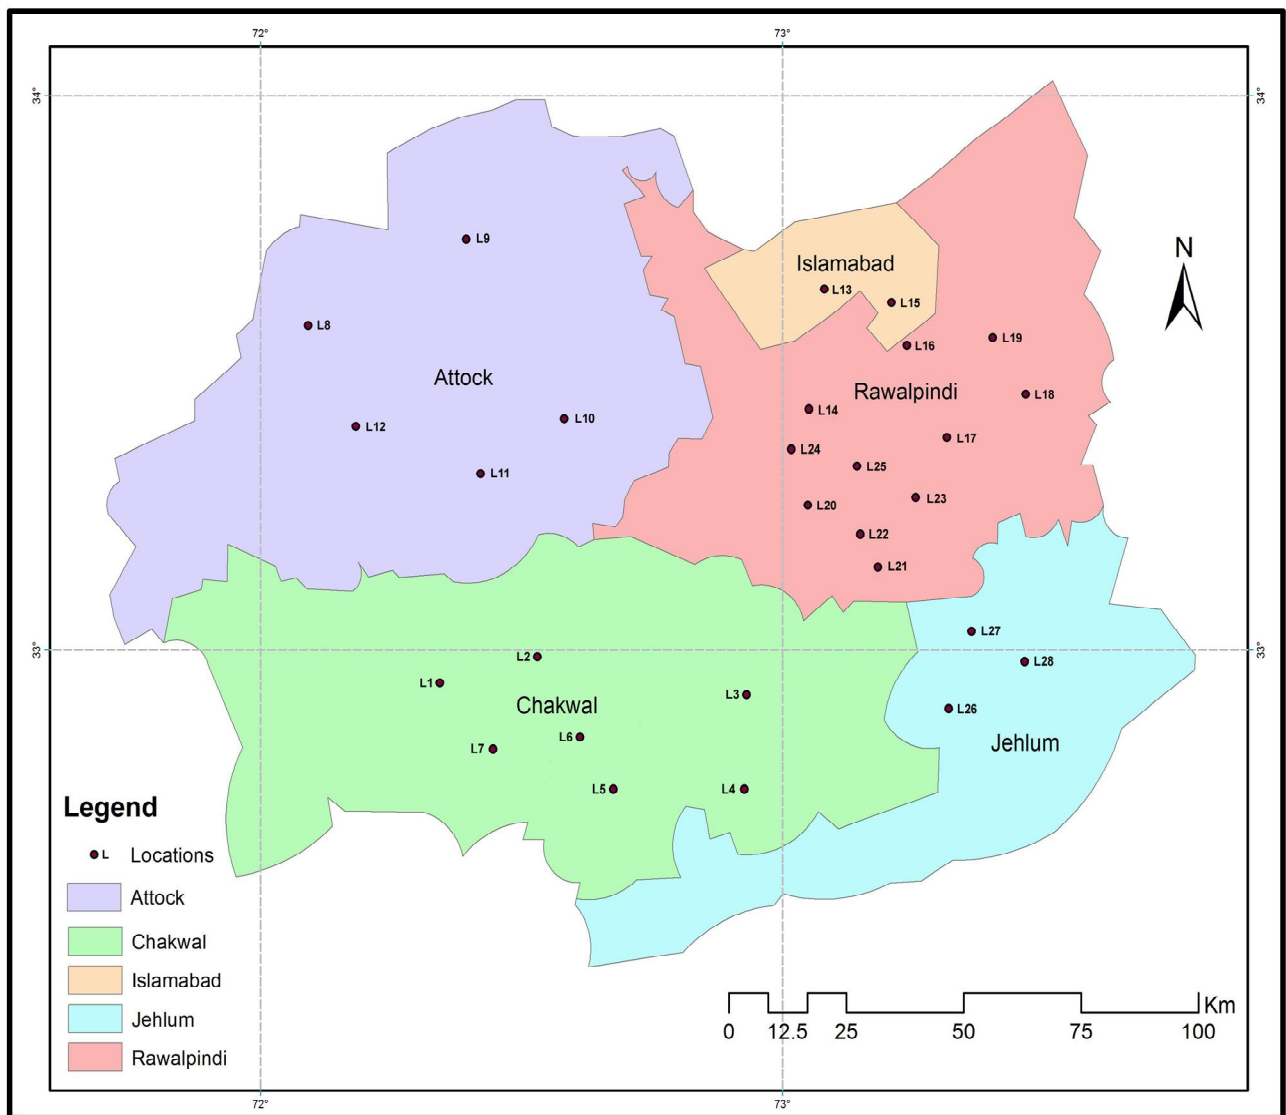 72° 73°
34° 34°
N
L9
Islamabad
L13
L15
L8
L19
L16
Attock
Rawalpindi
L18
L14
L10
L12
L17
L24
L25
L11
L23
L20
L22
L21
L27
33° 33°
L2
L28
L1
L3
Chakwal
L26
L6
Jehlum
L7
L5
L4
Legend
L Locations
Attock
Chakwal
Islamabad
Jehlum
Rawalpindi
Km
0 12.5 25 50 75 100
72° 73°